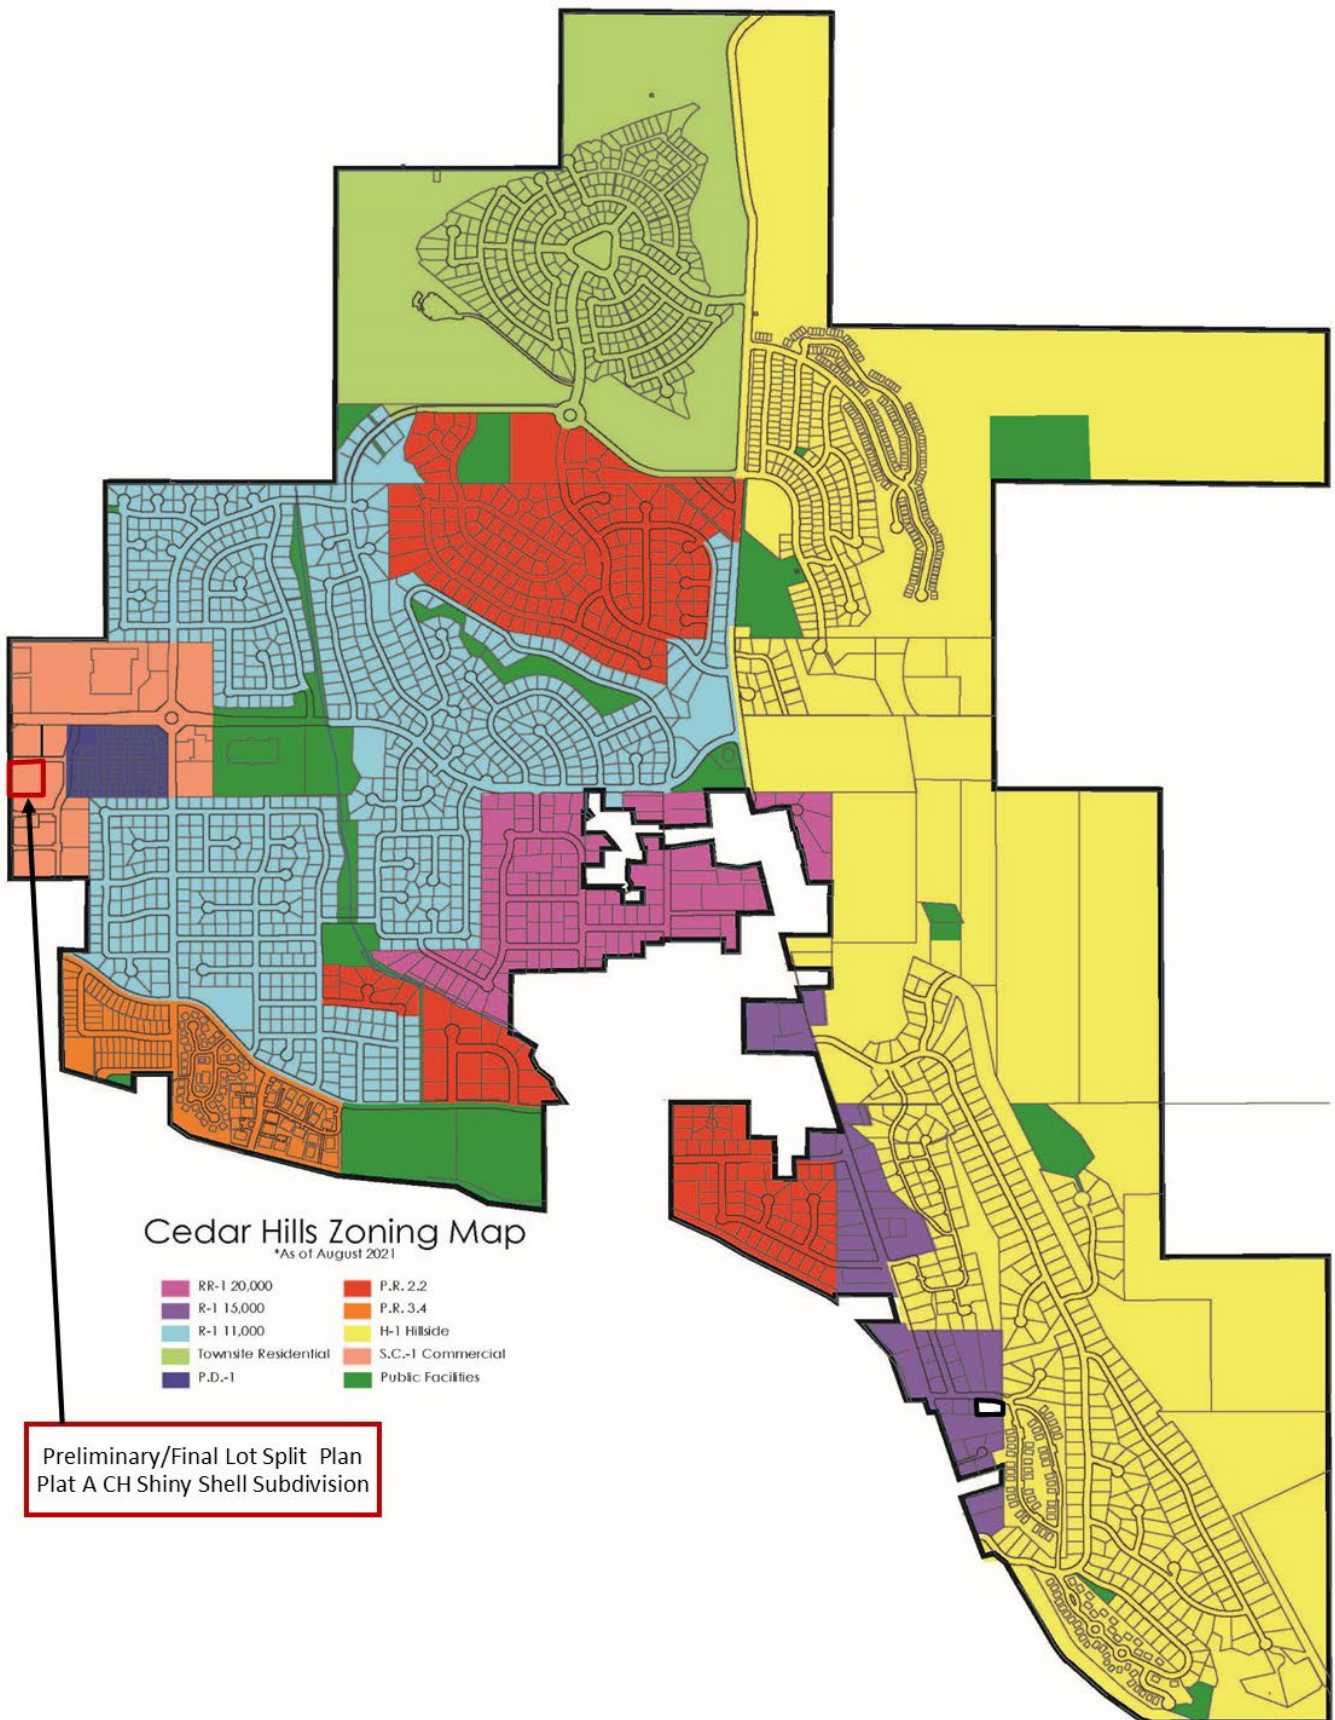 Cedar Hills Zoning Map
*As of August 2021
RR-1 20,000
R-1 15,000
R-1 11,000
Townsite Residential
P.D.-1
P.R. 2.2
P.R. 3.4
H-1 Hillside
S.C.-1 Commercial
Public Facilities
Preliminary/Final Lot Split Plan
Plat A CH Shiny Shell Subdivision